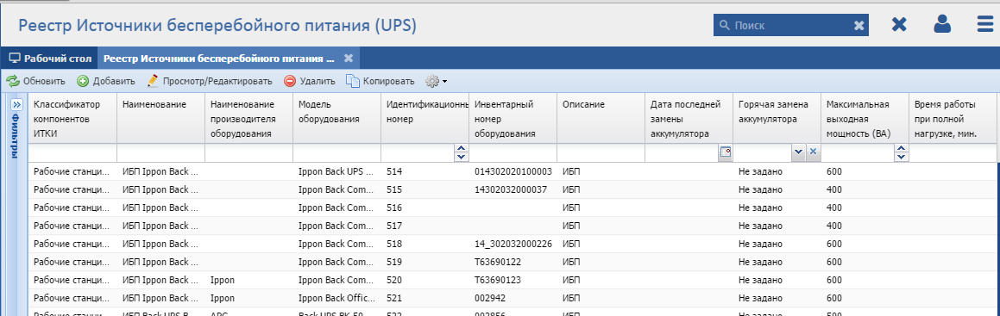 Реестр Источники бесперебойного питания (UPS)
Поиск
Рабочий стол
Реестр Источники бесперебойного питания ...
Обновить Добавить Просмотр/Редактировать Удалить Копировать
Фильтры
Классификатор компонентов ИТКИ Наименование Наименование производителя оборудования Модель оборудования Идентификационны номер Инвентарный номер оборудования Описание Дата последней замены аккумулятора Горячая замена аккумулятора Максимальная выходная мощность (ВА) Время работы при полной нагрузке, мин.
Рабочие станци... ИБП Ippon Back ... Ippon Back UPS ... 514 014302020100003 ИБП Не задано 600
Рабочие станци... ИБП Ippon Back ... Ippon Back Com... 515 14302032000037 ИБП Не задано 400
Рабочие станци... ИБП Ippon Back ... Ippon Back Com... 516 ИБП Не задано 400
Рабочие станци... ИБП Ippon Back ... Ippon Back Com... 517 ИБП Не задано 400
Рабочие станци... ИБП Ippon Back ... Ippon Back Com... 518 14_302032000226 ИБП Не задано 600
Рабочие станци... ИБП Ippon Back ... Ippon Back Com... 519 T63690122 ИБП Не задано 600
Рабочие станци... ИБП Ippon Back ... Ippon Ippon Back Com... 520 T63690123 ИБП Не задано 600
Рабочие станци... ИБП Ippon Back ... Ippon Ippon Back Offic... 521 002942 ИБП Не задано 600
Рабочие станци... ИБП Back UPS B... APC Back UPS BK 50... 522 002856 ИБП Не задано 500